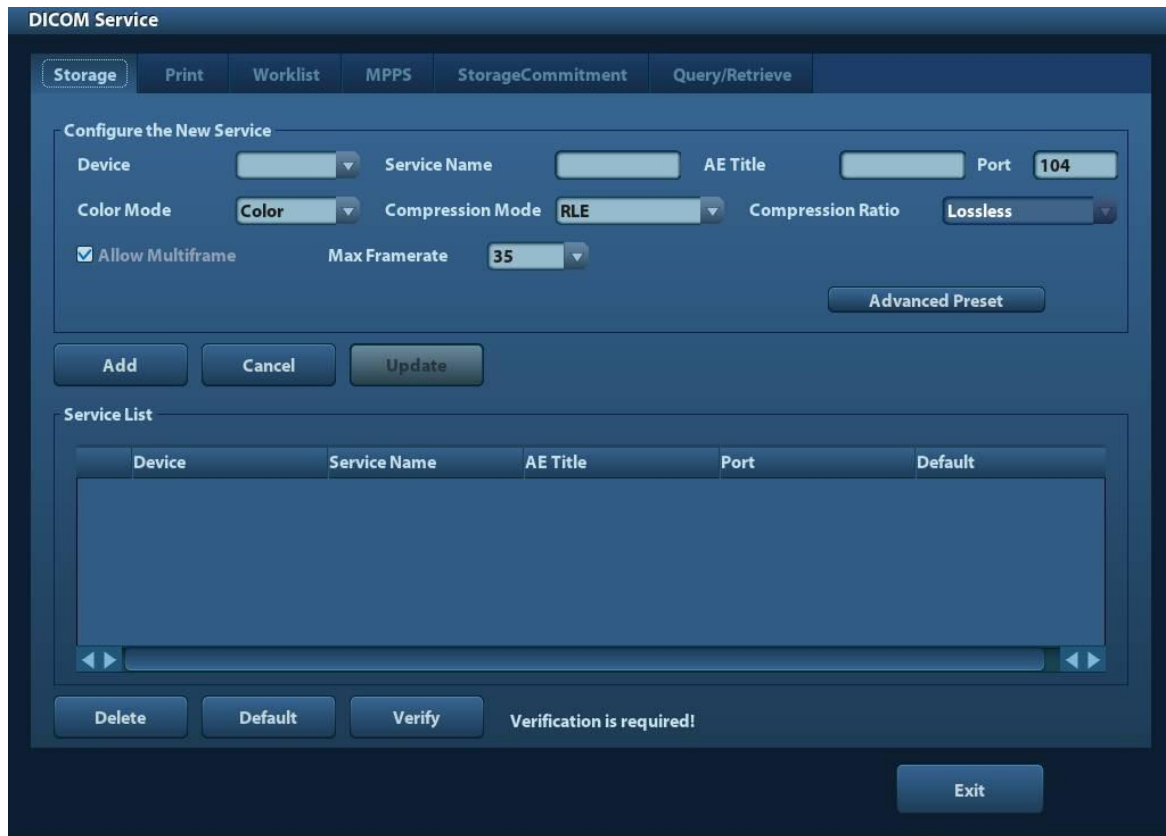 DICOM Service
Storage Print Worklist MPPS StorageCommitment Query/Retrieve
Configure the New Service
Device Service Name AE Title Port 104
Color Mode Color Compression Mode RLE Compression Ratio Lossless
Allow Multiframe Max Framerate 35
Advanced Preset
Add Cancel Update
Service List
Device Service Name AE Title Port Default
Delete Default Verify Verification is required!
Exit